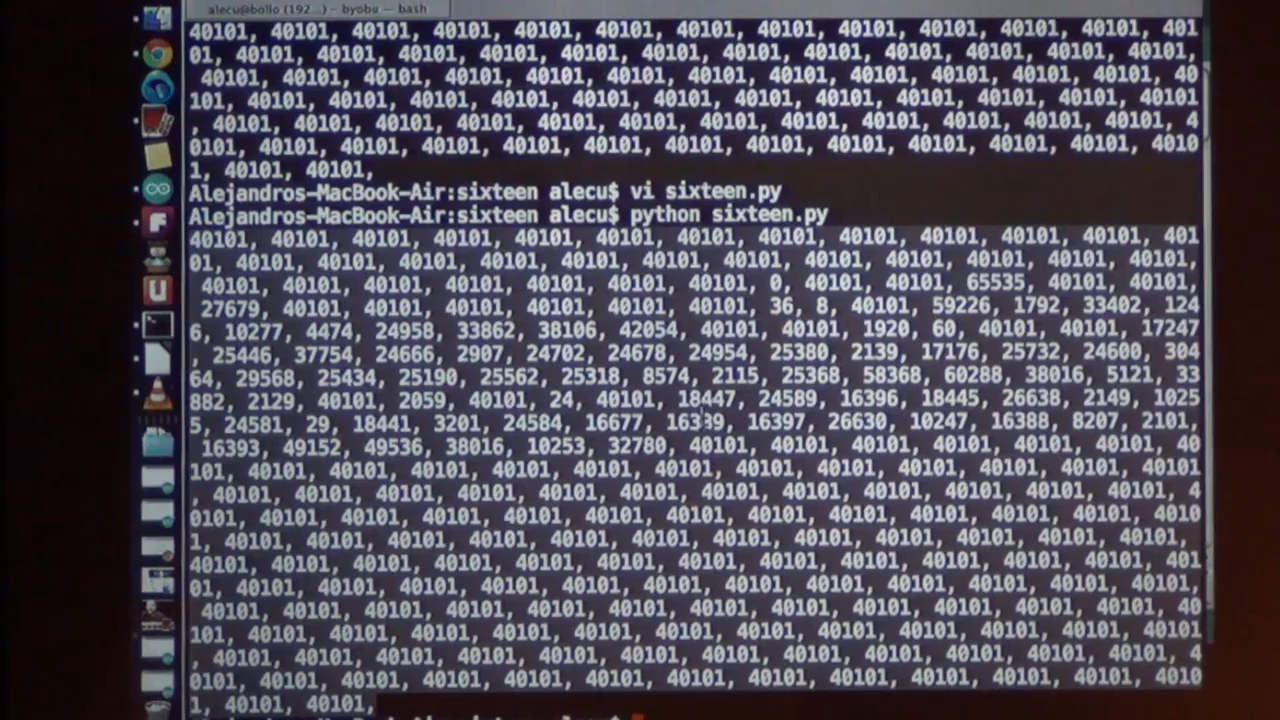 alecu@bollo (192...) – byobu — bash
40101, 40101, 40101, 40101, 40101, 40101, 40101, 40101, 40101, 40101, 40101, 40101, 401
01, 40101, 40101, 40101, 40101, 40101, 40101, 40101, 40101, 40101, 40101, 40101, 40101,
40101, 40101, 40101, 40101, 40101, 40101, 40101, 40101, 40101, 40101, 40101, 40101, 40
101, 40101, 40101, 40101, 40101, 40101, 40101, 40101, 40101, 40101, 40101, 40101, 40101
, 40101, 40101, 40101, 40101, 40101, 40101, 40101, 40101, 40101, 40101, 40101, 40101, 4
0101, 40101, 40101, 40101, 40101, 40101, 40101, 40101, 40101, 40101, 40101, 40101, 4010
1, 40101, 40101,
Alejandros-MacBook-Air:sixteen alecu$ vi sixteen.py
Alejandros-MacBook-Air:sixteen alecu$ python sixteen.py
40101, 40101, 40101, 40101, 40101, 40101, 40101, 40101, 40101, 40101, 40101, 40101, 401
01, 40101, 40101, 40101, 40101, 40101, 40101, 40101, 40101, 40101, 40101, 40101, 40101,
40101, 40101, 40101, 40101, 40101, 40101, 40101, 0, 40101, 40101, 65535, 40101, 40101,
27679, 40101, 40101, 40101, 40101, 40101, 40101, 36, 8, 40101, 59226, 1792, 33402, 124
6, 10277, 4474, 24958, 33862, 38106, 42054, 40101, 40101, 1920, 60, 40101, 40101, 17247
, 25446, 37754, 24666, 2907, 24702, 24678, 24954, 25380, 2139, 17176, 25732, 24600, 304
64, 29568, 25434, 25190, 25562, 25318, 8574, 2115, 25368, 58368, 60288, 38016, 5121, 33
882, 2129, 40101, 2059, 40101, 24, 40101, 18447, 24589, 16396, 18445, 26638, 2149, 1025
5, 24581, 29, 18441, 3201, 24584, 16677, 16399, 16397, 26630, 10247, 16388, 8207, 2101,
16393, 49152, 49536, 38016, 10253, 32780, 40101, 40101, 40101, 40101, 40101, 40101, 40
101, 40101, 40101, 40101, 40101, 40101, 40101, 40101, 40101, 40101, 40101, 40101, 40101
, 40101, 40101, 40101, 40101, 40101, 40101, 40101, 40101, 40101, 40101, 40101, 40101, 4
0101, 40101, 40101, 40101, 40101, 40101, 40101, 40101, 40101, 40101, 40101, 40101, 4010
1, 40101, 40101, 40101, 40101, 40101, 40101, 40101, 40101, 40101, 40101, 40101, 40101,
40101, 40101, 40101, 40101, 40101, 40101, 40101, 40101, 40101, 40101, 40101, 40101, 401
01, 40101, 40101, 40101, 40101, 40101, 40101, 40101, 40101, 40101, 40101, 40101, 40101,
40101, 40101, 40101, 40101, 40101, 40101, 40101, 40101, 40101, 40101, 40101, 40101, 40
101, 40101, 40101, 40101, 40101, 40101, 40101, 40101, 40101, 40101, 40101, 40101, 40101
, 40101, 40101, 40101, 40101, 40101, 40101, 40101, 40101, 40101, 40101, 40101, 40101, 4
0101, 40101, 40101, 40101, 40101, 40101, 40101, 40101, 40101, 40101, 40101, 40101, 4010
1, 40101, 40101,